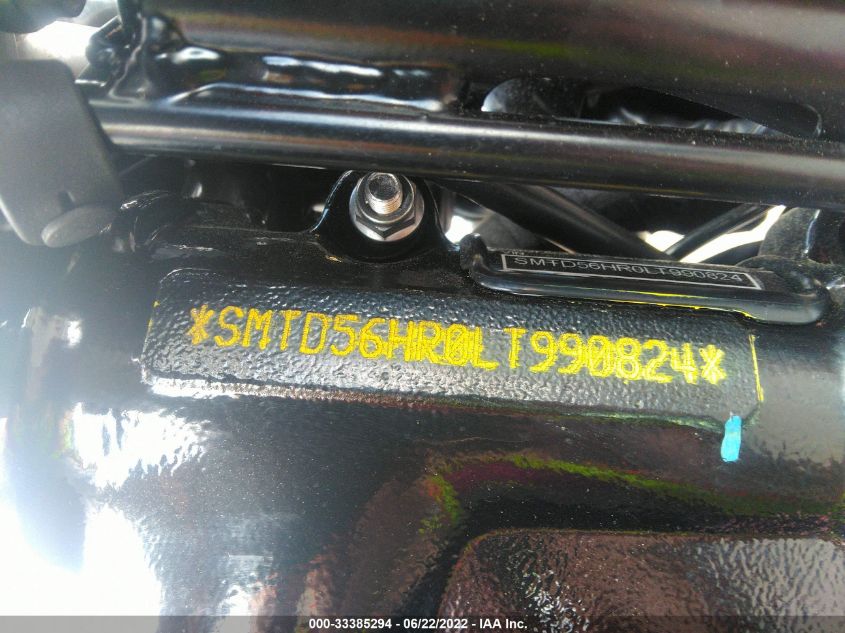 SMTD56HR0LT990824
*SMTD56HR0LT990824*
000-33385294 - 06/22/2022 - IAA Inc.